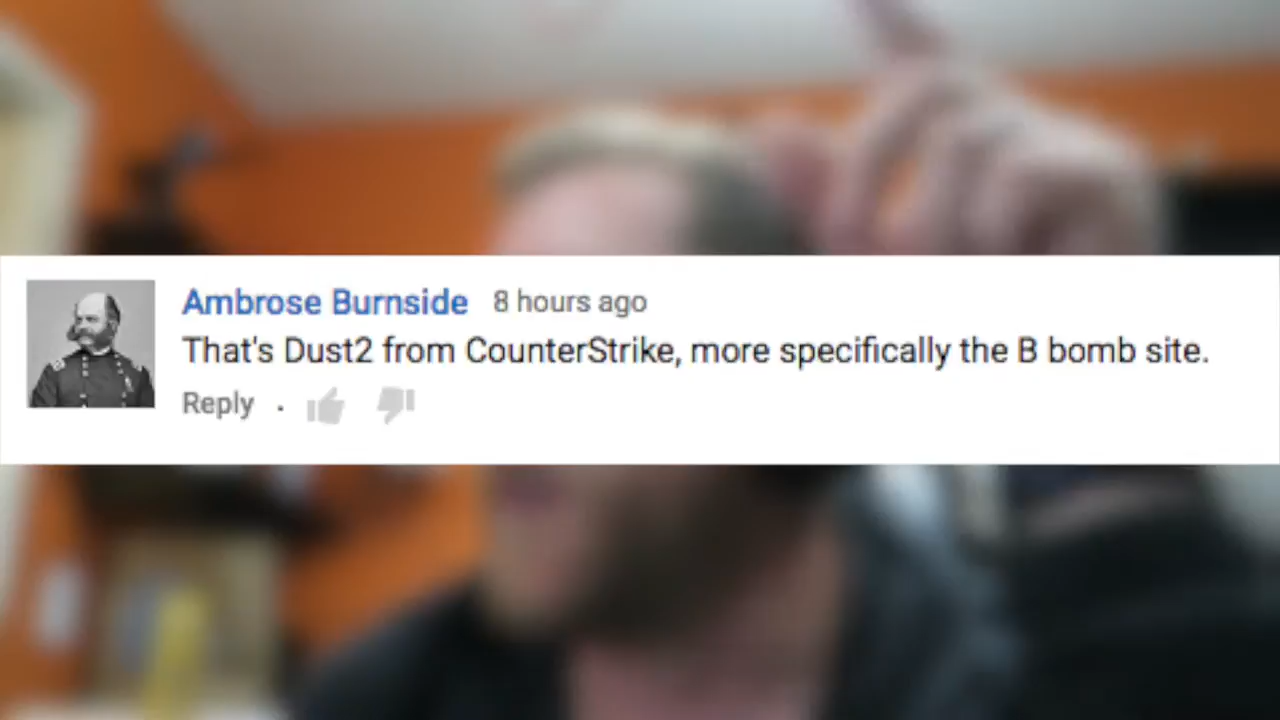 Ambrose Burnside 8 hours ago
That's Dust2 from CounterStrike, more specifically the B bomb site.
Reply .